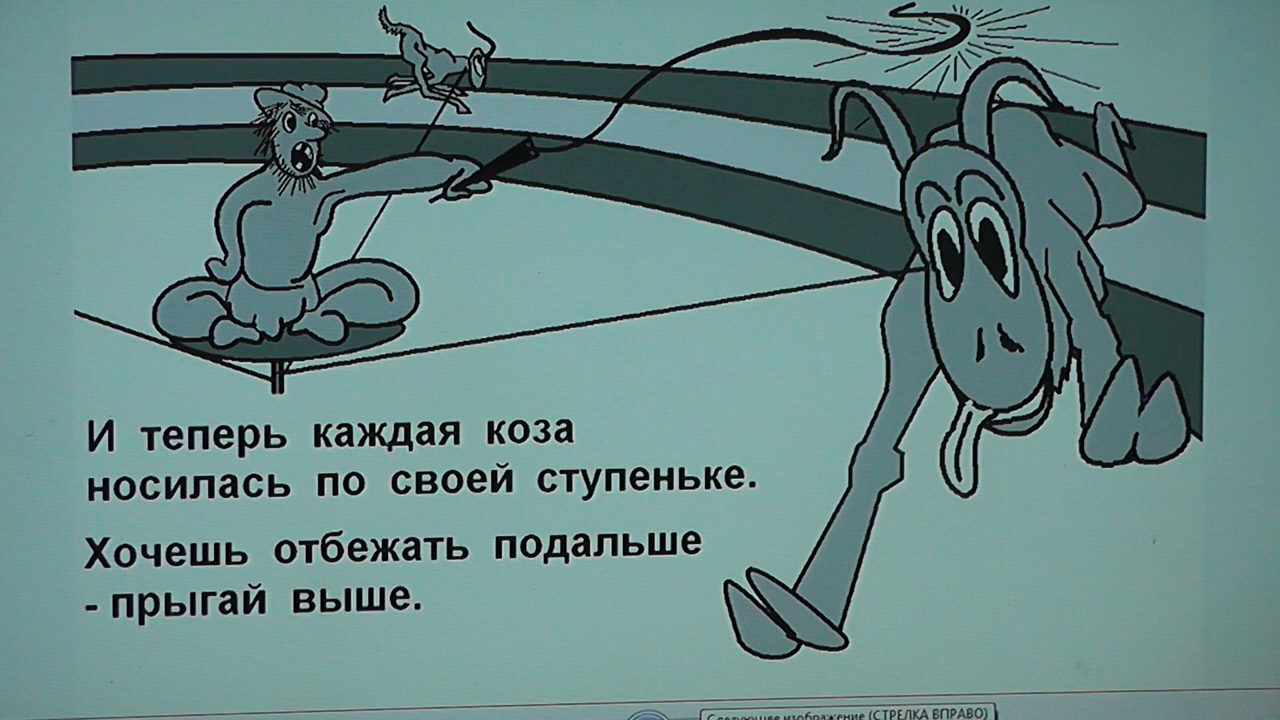 И теперь каждая коза
носилась по своей ступеньке.
Хочешь отбежать подальше
- прыгай выше.
Следующее изображение (СТРЕЛКА ВПРАВО)